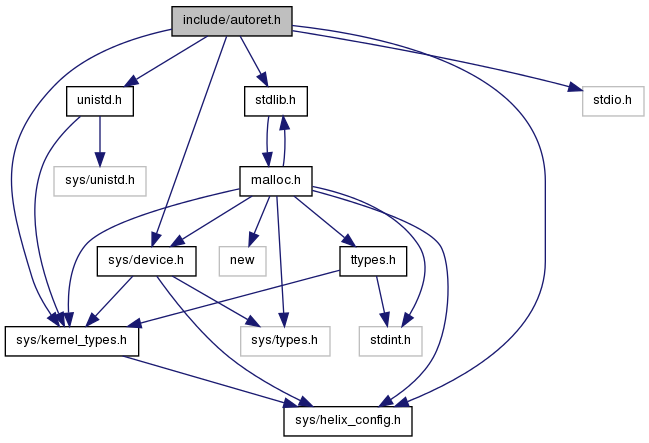 include/autoret.h
unistd.h
stdlib.h
stdio.h
sys/unistd.h
malloc.h
sys/device.h
new
ttypes.h
sys/kernel_types.h
sys/types.h
stdint.h
sys/helix_config.h